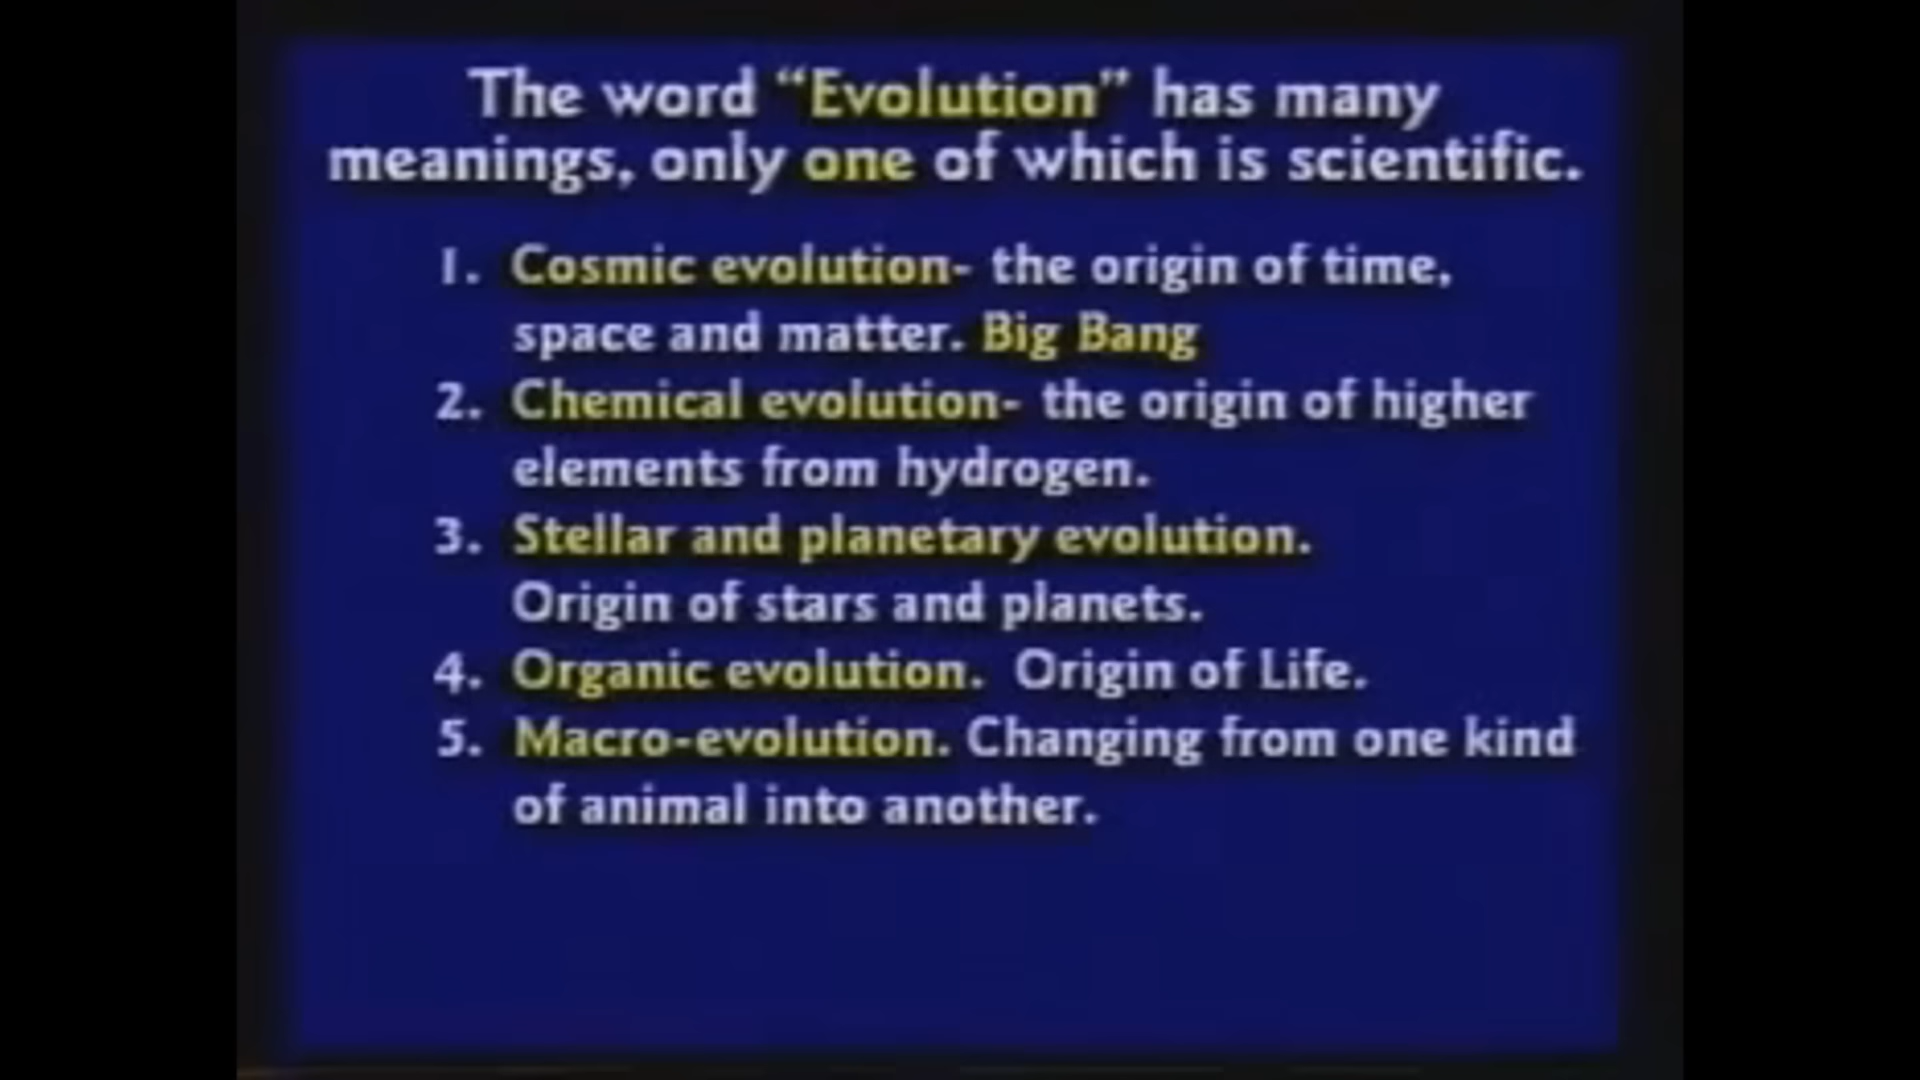 The word “Evolution” has many
meanings, only one of which is scientific.
1. Cosmic evolution- the origin of time,
space and matter. Big Bang
2. Chemical evolution- the origin of higher
elements from hydrogen.
3. Stellar and planetary evolution.
Origin of stars and planets.
4. Organic evolution. Origin of Life.
5. Macro-evolution. Changing from one kind
of animal into another.